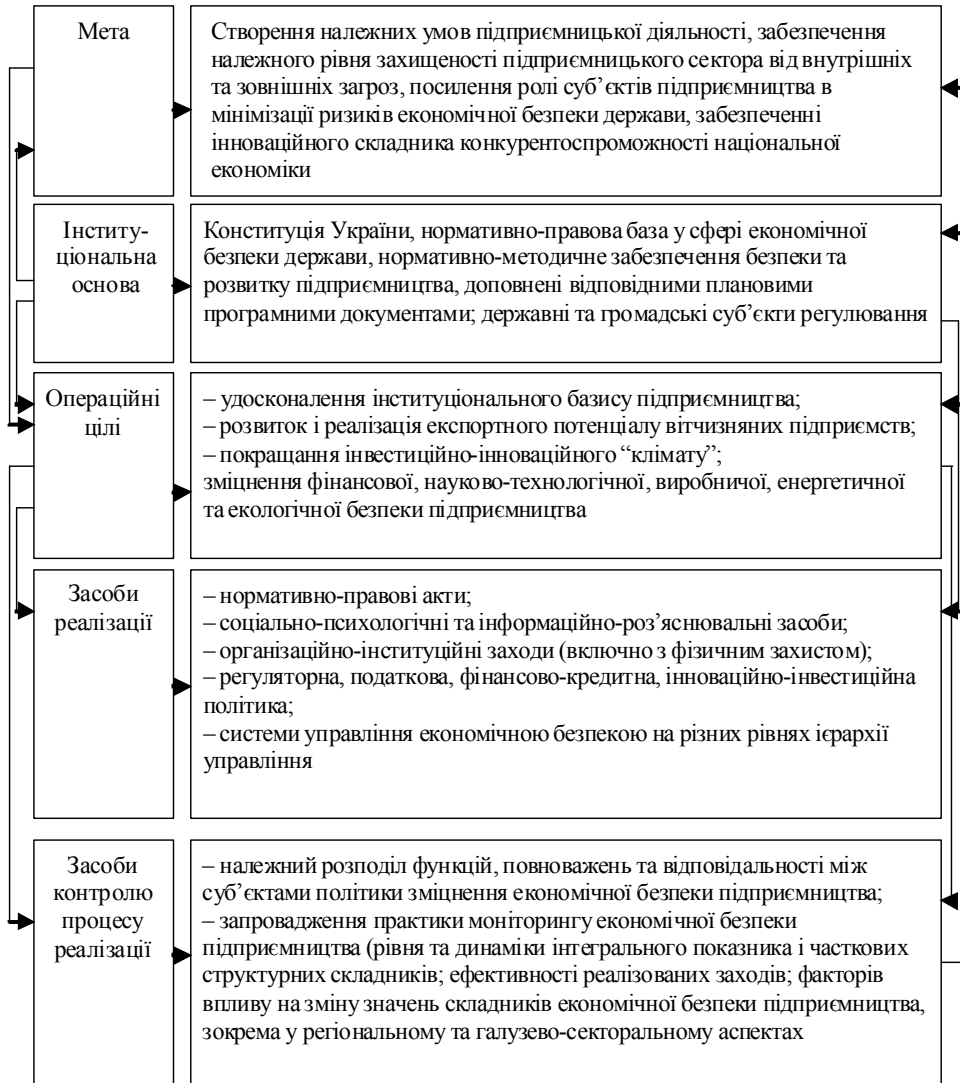 Мета
Створення належних умов підприємницької діяльності, забезпечення
належного рівня захищеності підприємницького сектора від внутрішніх
та зовнішніх загроз, посилення ролі суб’єктів підприємництва в
мінімізації ризиків економічної безпеки держави, забезпеченні
інноваційного складника конкурентоспроможності національної
економіки
Інститу-
ціональна
основа
Конституція України, нормативно-правова база у сфері економічної
безпеки держави, нормативно-методичне забезпечення безпеки та
розвитку підприємництва, доповнені відповідними плановими
програмними документами; державні та громадські суб’єкти регулювання
Операційні
цілі
– удосконалення інституціонального базису підприємництва;
– розвиток і реалізація експортного потенціалу вітчизняних підприємств;
– покращання інвестиційно-інноваційного “клімату”;
зміцнення фінансової, науково-технологічної, виробничої, енергетичної
та екологічної безпеки підприємництва
Засоби
реалізації
– нормативно-правові акти;
– соціально-психологічні та інформаційно-роз’яснювальні засоби;
– організаційно-інституційні заходи (включно з фізичним захистом);
– регуляторна, податкова, фінансово-кредитна, інноваційно-інвестиційна
політика;
– системи управління економічною безпекою на різних рівнях ієрархії
управління
Засоби
контролю
процесу
реалізації
– належний розподіл функцій, повноважень та відповідальності між
суб’єктами політики зміцнення економічної безпеки підприємництва;
– запровадження практики моніторингу економічної безпеки
підприємництва (рівня та динаміки інтегрального показника і часткових
структурних складників; ефективності реалізованих заходів; факторів
впливу на зміну значень складників економічної безпеки підприємництва,
зокрема у регіональному та галузево-секторальному аспектах